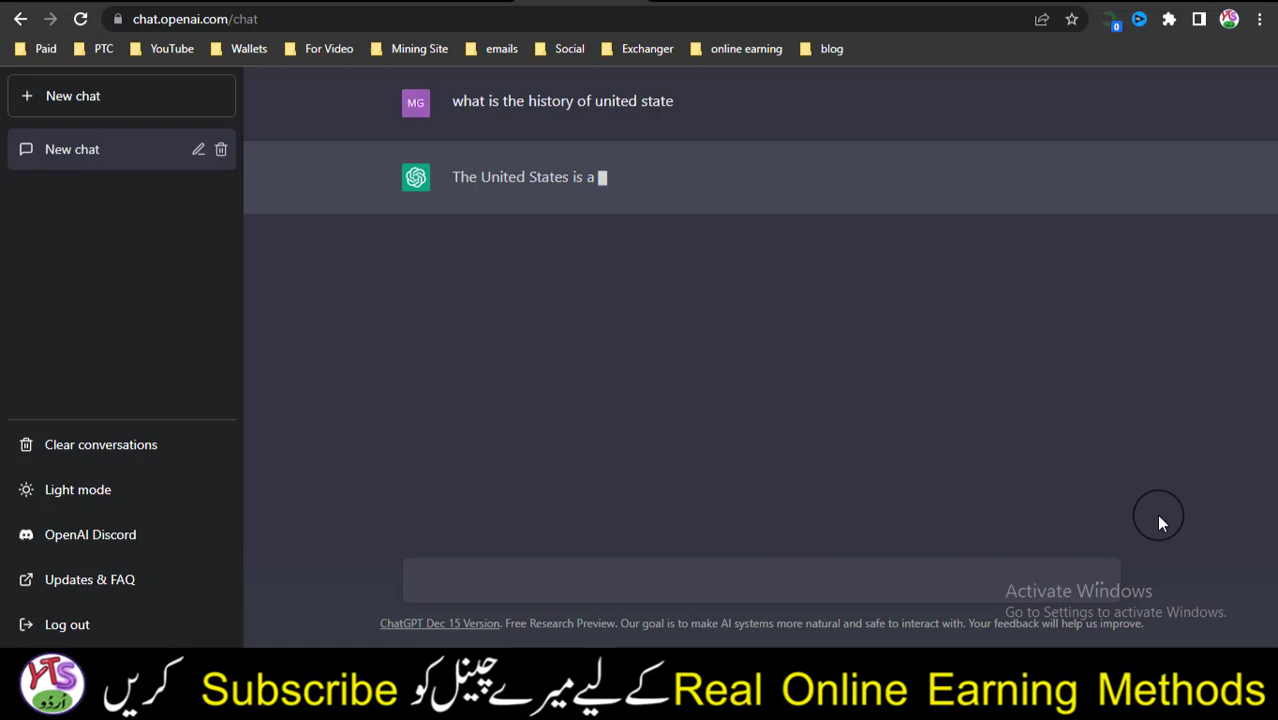 chat.openai.com/chat
0
Paid PTC YouTube Wallets For Video Mining Site emails Social Exchanger online earning blog
New chat
New chat
MG what is the history of united state
The United States is a
Clear conversations
Light mode
OpenAI Discord
Updates & FAQ
Log out
Activate Windows
Go to Settings to activate Windows.
ChatGPT Dec 15 Version. Free Research Preview. Our goal is to make AI systems more natural and safe to interact with. Your feedback will help us improve.
YTS اردو
Real Online Earning Methods کے لیے میرے چینل کو Subscribe کریں